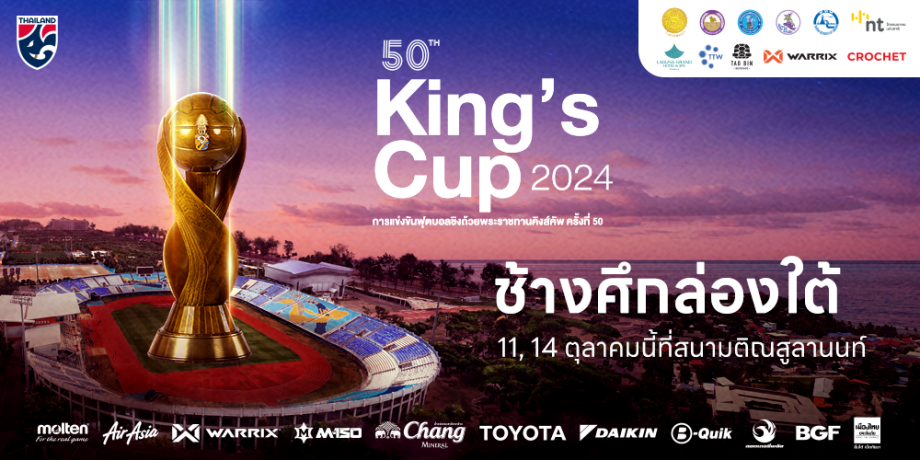 THAILAND
nt
LAGUNA GRAND
HOTEL & SPA
TTW
TAO BIN
WARRIX
CROCHET
50TH
King's
Cup 2024
การแข่งขันฟุตบอลชิงถ้วยพระราชทานคิงส์คัพ ครั้งที่ 50
ช้างศึกล่องใต้
11, 14 ตุลาคมนี้ที่สนามติณสูลานนท์
molten
For the real game
AirAsia
WARRIX
M-150
Chang
MINERAL
TOYOTA
DAIKIN
B-Quik
BGF
เมืองไทย
ประกันภัย